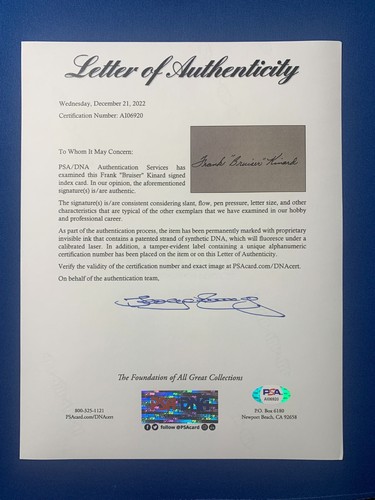 Letter of Authenticity
Wednesday, December 21, 2022
Certification Number: AI06920
To Whom It May Concern:
PSA/DNA Authentication Services has
examined this Frank "Bruiser" Kinard signed
index card. In our opinion, the aforementioned
signature(s) is/are authentic.
Frank "Bruiser" Kinard
The signature(s) is/are consistent considering slant, flow, pen pressure, letter size, and other
characteristics that are typical of the other exemplars that we have examined in our hobby
and professional career.
As part of the authentication process, the item has been permanently marked with proprietary
invisible ink that contains a patented strand of synthetic DNA, which will fluoresce under a
calibrated laser. In addition, a tamper-evident label containing a unique alphanumeric
certification number has been placed on the item or on this Letter of Authenticity.
Verify the validity of the certification number and exact image at PSAcard.com/DNAcert.
On behalf of the authentication team,
The Foundation of All Great Collections
800-325-1121
PSAcard.com/DNAcert
Follow @PSAcard
PSA
AI06920
P.O. Box 6180
Newport Beach, CA 92658